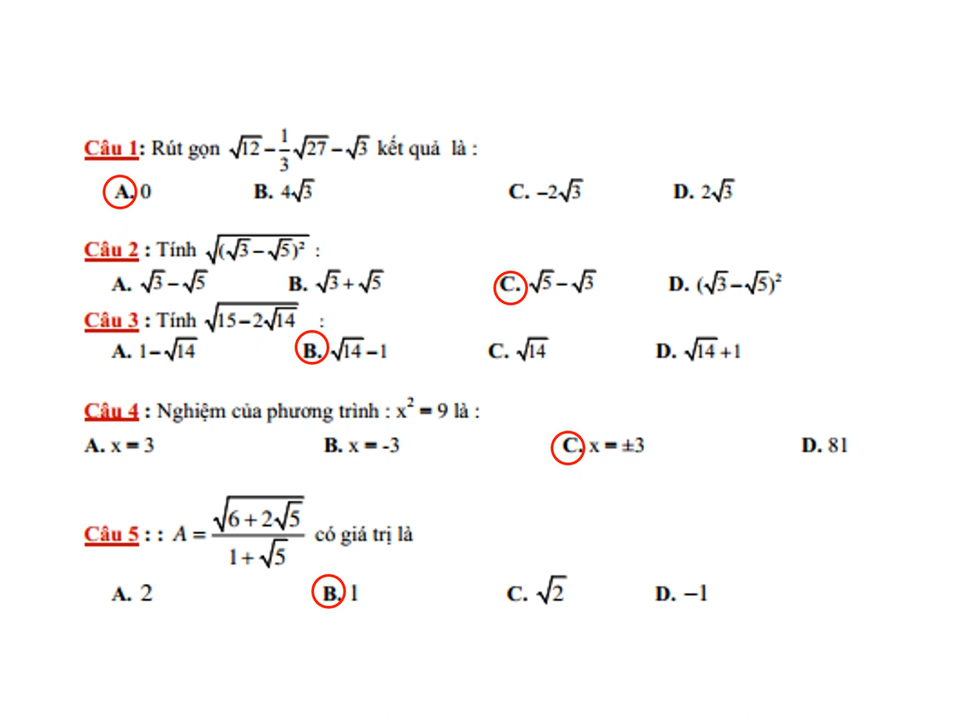 Câu 1: Rút gọn √12 − 1/3 √27 − √3 kết quả là :
A. 0 B. 4√3 C. −2√3 D. 2√3
Câu 2 : Tính √((√3 − √5)²) :
A. √3 − √5 B. √3 + √5 C. √5 − √3 D. (√3 − √5)²
Câu 3 : Tính √(15 − 2√14) :
A. 1 − √14 B. √14 − 1 C. √14 D. √14 + 1
Câu 4 : Nghiệm của phương trình : x² = 9 là :
A. x = 3 B. x = -3 C. x = ±3 D. 81
Câu 5 : : A = √(6 + 2√5) / (1 + √5) có giá trị là
A. 2 B. 1 C. √2 D. −1